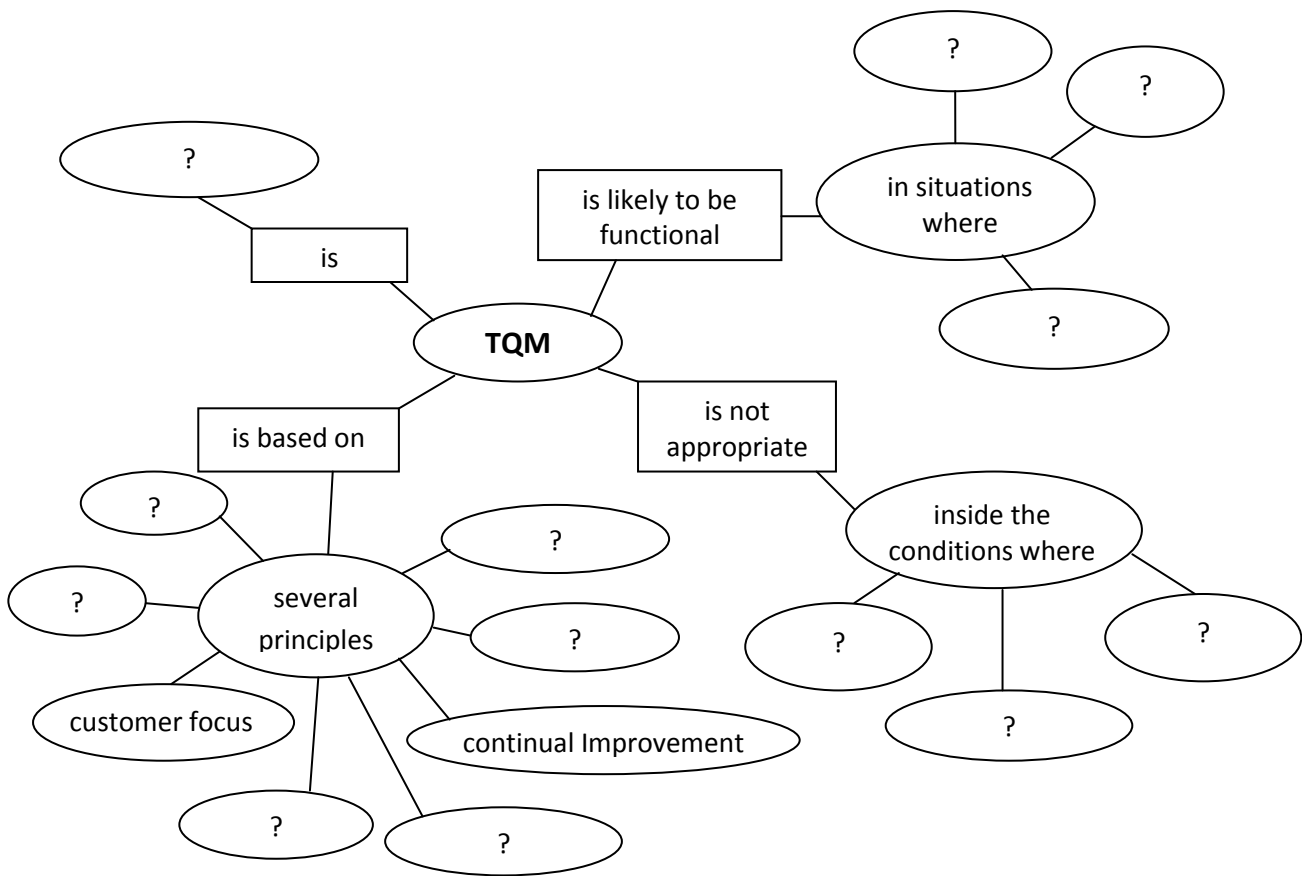 ?
?
?
is likely to be
functional
in situations
where
is
?
TQM
is not
appropriate
is based on
?
?
inside the
conditions where
?
several
principles
?
?
?
customer focus
continual Improvement
?
?
?